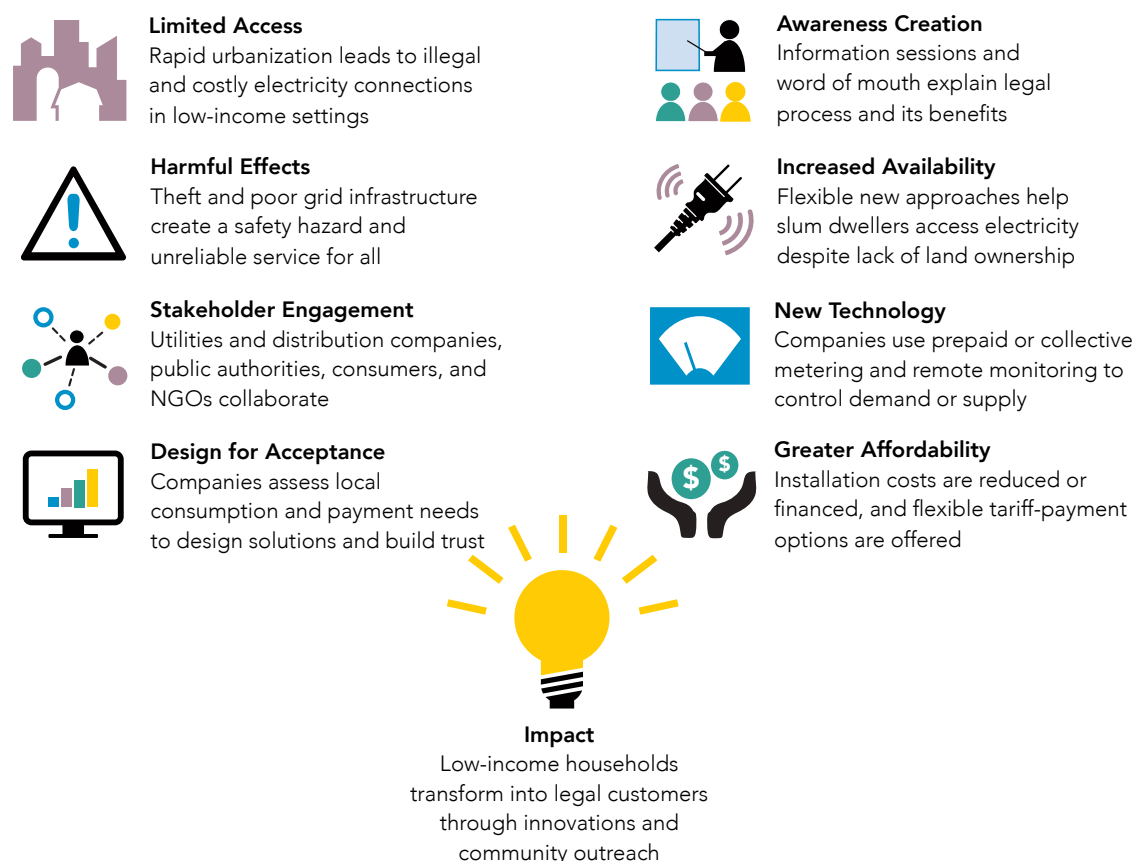 Limited Access
Rapid urbanization leads to illegal
and costly electricity connections
in low-income settings
Harmful Effects
Theft and poor grid infrastructure
create a safety hazard and
unreliable service for all
Stakeholder Engagement
Utilities and distribution companies,
public authorities, consumers, and
NGOs collaborate
Design for Acceptance
Companies assess local
consumption and payment needs
to design solutions and build trust
Awareness Creation
Information sessions and
word of mouth explain legal
process and its benefits
Increased Availability
Flexible new approaches help
slum dwellers access electricity
despite lack of land ownership
New Technology
Companies use prepaid or collective
metering and remote monitoring to
control demand or supply
$ $
Greater Affordability
Installation costs are reduced or
financed, and flexible tariff-payment
options are offered
Impact
Low-income households
transform into legal customers
through innovations and
community outreach